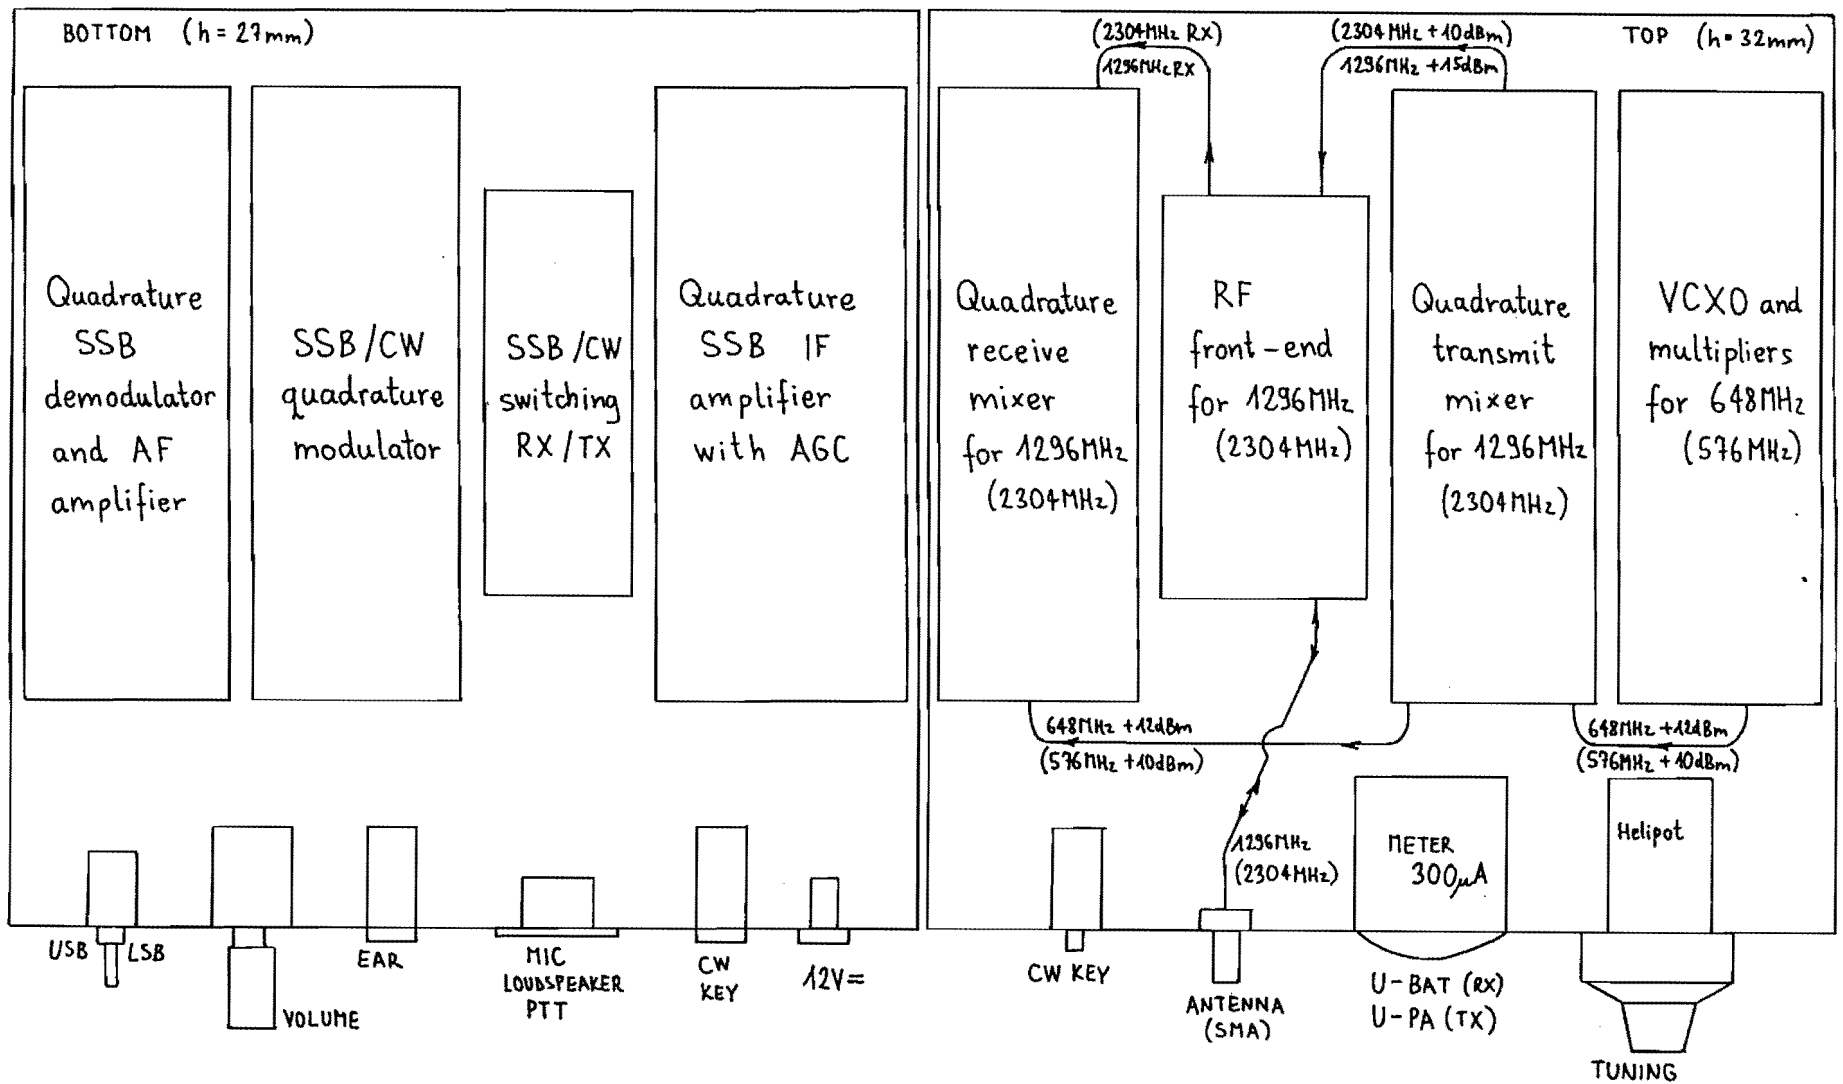 BOTTOM (h = 27mm)
Quadrature
SSB
demodulator
and AF
amplifier
SSB/CW
quadrature
modulator
SSB/CW
switching
RX/TX
Quadrature
SSB IF
amplifier
with AGC
USB
LSB
VOLUME
EAR
MIC
LOUDSPEAKER
PTT
CW
KEY
12V=
TOP (h = 32mm)
(2304MHz RX)
1296MHz RX
(2304MHz +10dBm)
1296MHz +15dBm
Quadrature
receive
mixer
for 1296MHz
(2304MHz)
RF
front-end
for 1296MHz
(2304MHz)
Quadrature
transmit
mixer
for 1296MHz
(2304MHz)
VCXO and
multipliers
for 648MHz
(576MHz)
648MHz +12dBm
(576MHz +10dBm)
648MHz +12dBm
(576MHz +10dBm)
1296MHz
(2304MHz)
METER
300μA
Helipot
CW KEY
ANTENNA
(SMA)
U-BAT (RX)
U-PA (TX)
TUNING